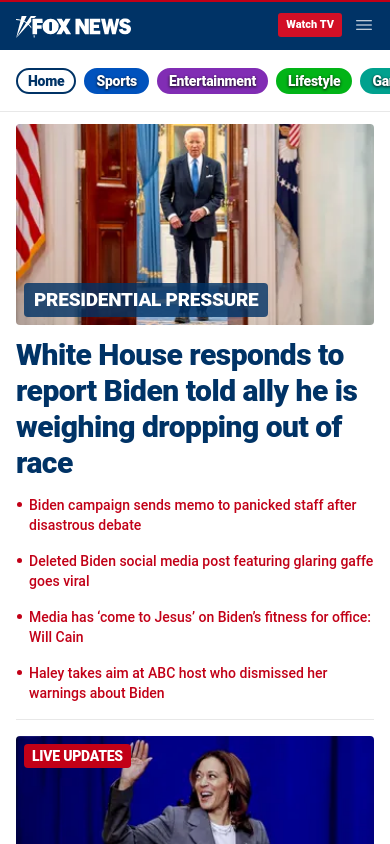 FOX NEWS
Watch TV
Home
Sports
Entertainment
Lifestyle
PRESIDENTIAL PRESSURE
White House responds to
report Biden told ally he is
weighing dropping out of
race
• Biden campaign sends memo to panicked staff after
disastrous debate
• Deleted Biden social media post featuring glaring gaffe
goes viral
• Media has ‘come to Jesus’ on Biden’s fitness for office:
Will Cain
• Haley takes aim at ABC host who dismissed her
warnings about Biden
LIVE UPDATES